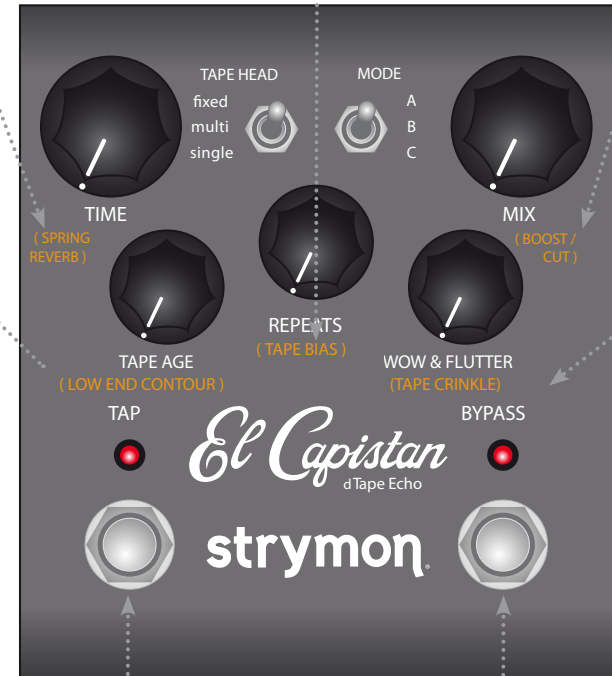 TAPE HEAD
MODE
fixed
A
multi
B
single
C
TIME
MIX
( SPRING
REVERB )
( BOOST /
CUT )
REPEATS
( TAPE BIAS )
TAPE AGE
WOW & FLUTTER
( LOW END CONTOUR )
(TAPE CRINKLE)
TAP
BYPASS
El Capistan
dTape Echo
strymon®